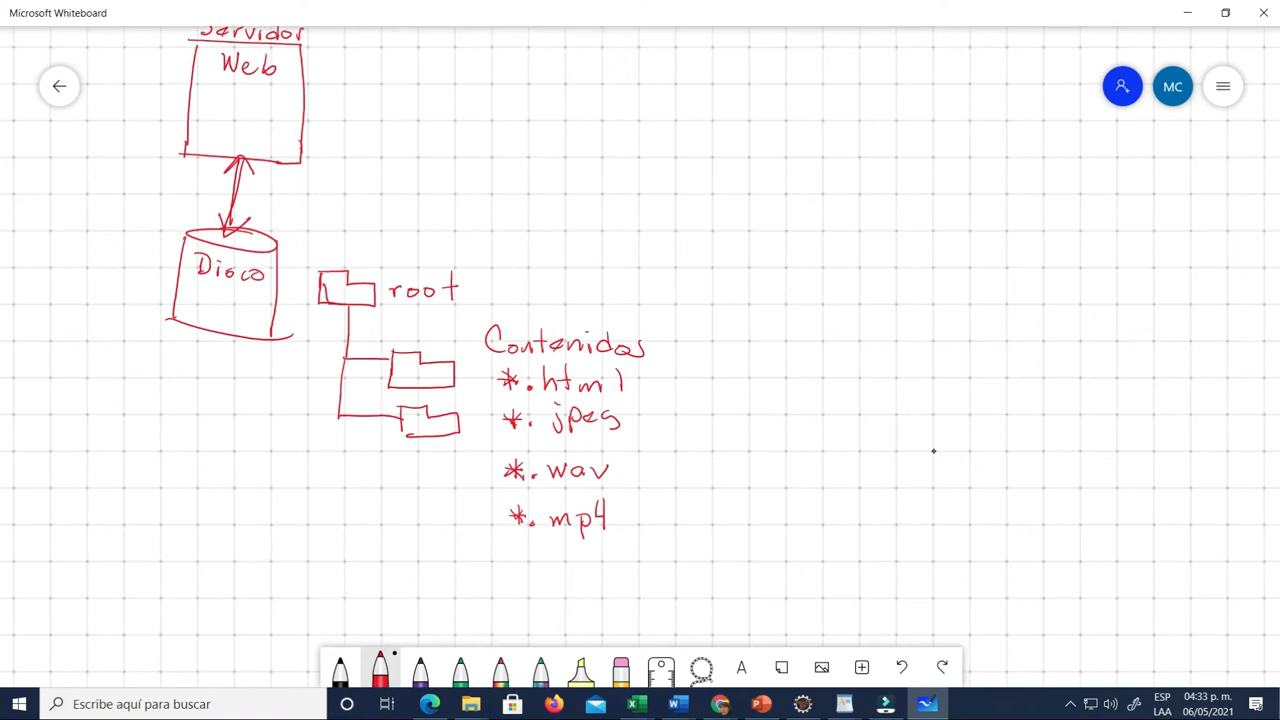 Microsoft Whiteboard
Servidor
Web
MC
Disco
root
Contenidos
*.html
*.jpeg
*.wav
*.mp4
A
Escribe aquí para buscar
ESP
LAA
04:33 p. m.
06/05/2021